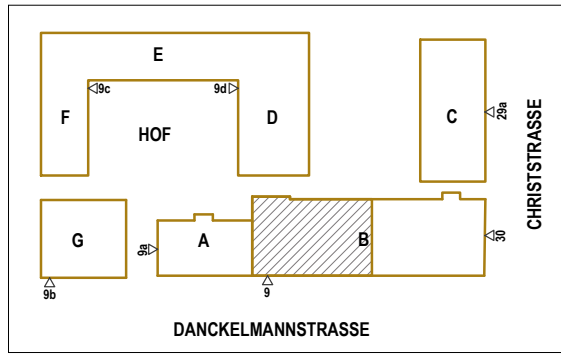 E
9c
9d
F
D
HOF
C
29a
CHRISTSTRASSE
G
9a
A
B
30
9b
9
DANCKELMANNSTRASSE